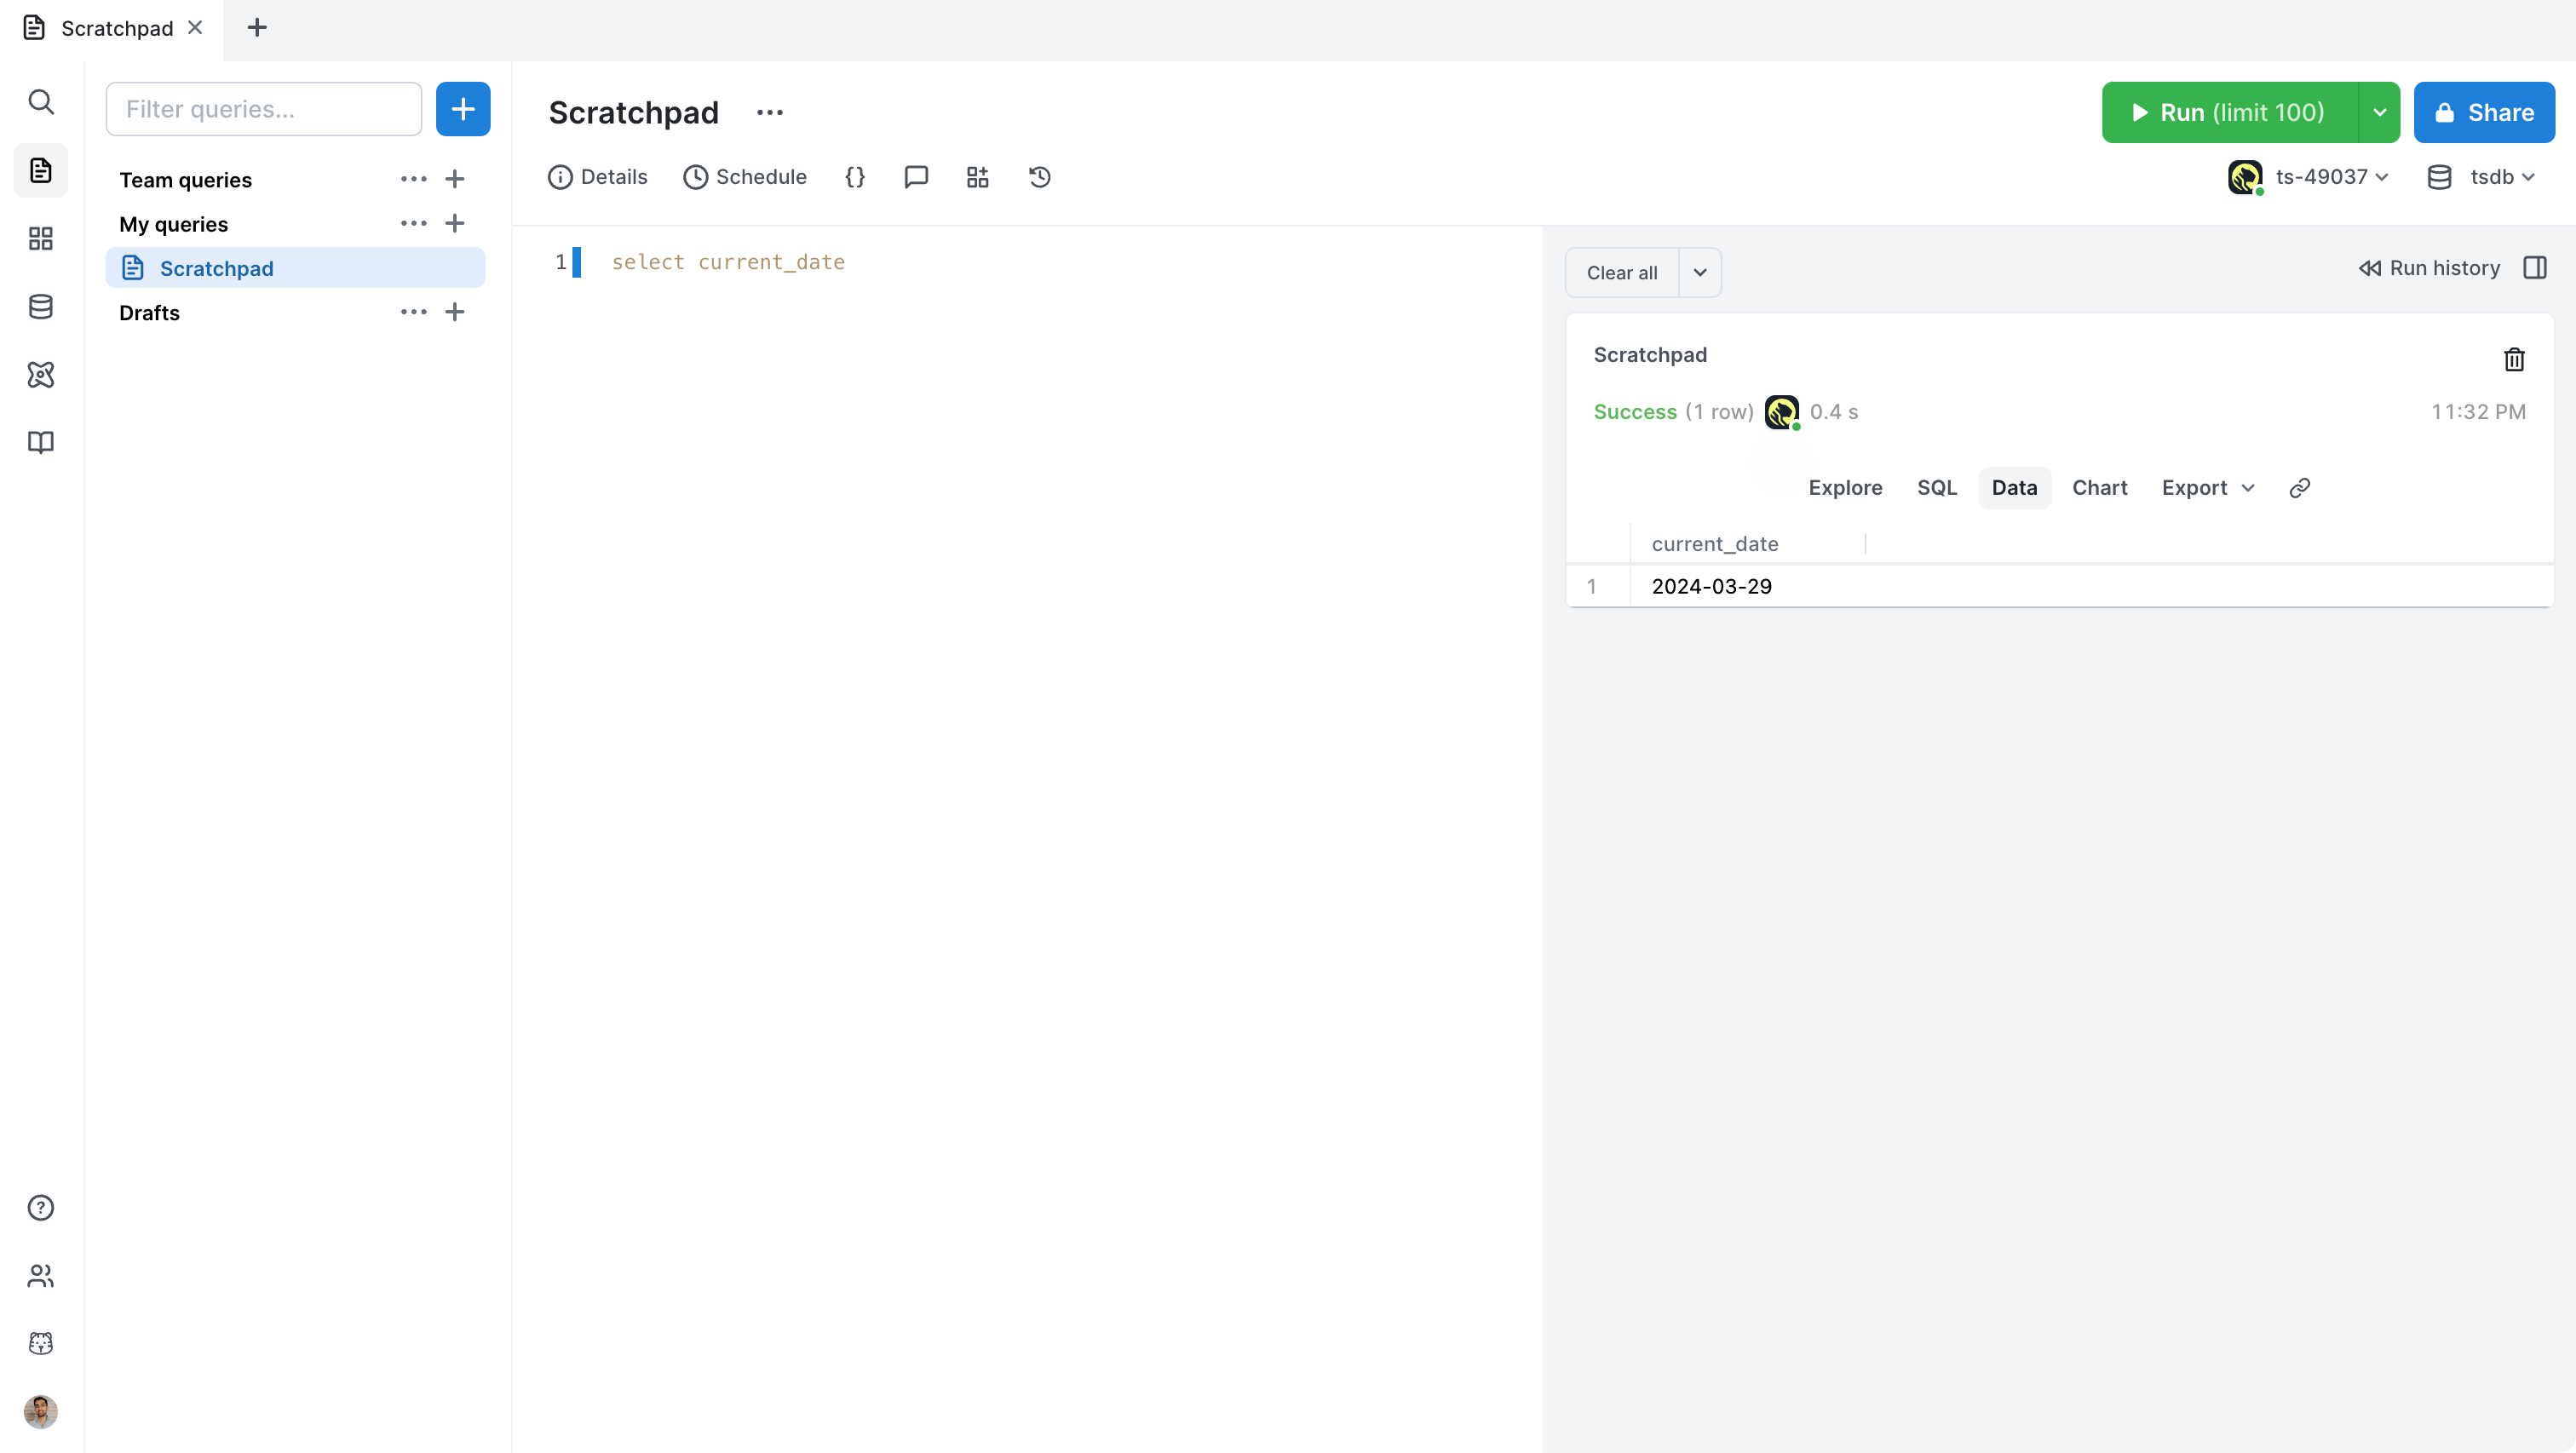 Scratchpad
Filter queries...
Team queries
My queries
Scratchpad
Drafts
Scratchpad
Run (limit 100)
Share
Details
Schedule
{}
ts-49037
tsdb
1
select current_date
Clear all
Run history
Scratchpad
Success (1 row) 0.4 s
11:32 PM
Explore
SQL
Data
Chart
Export
current_date
1
2024-03-29